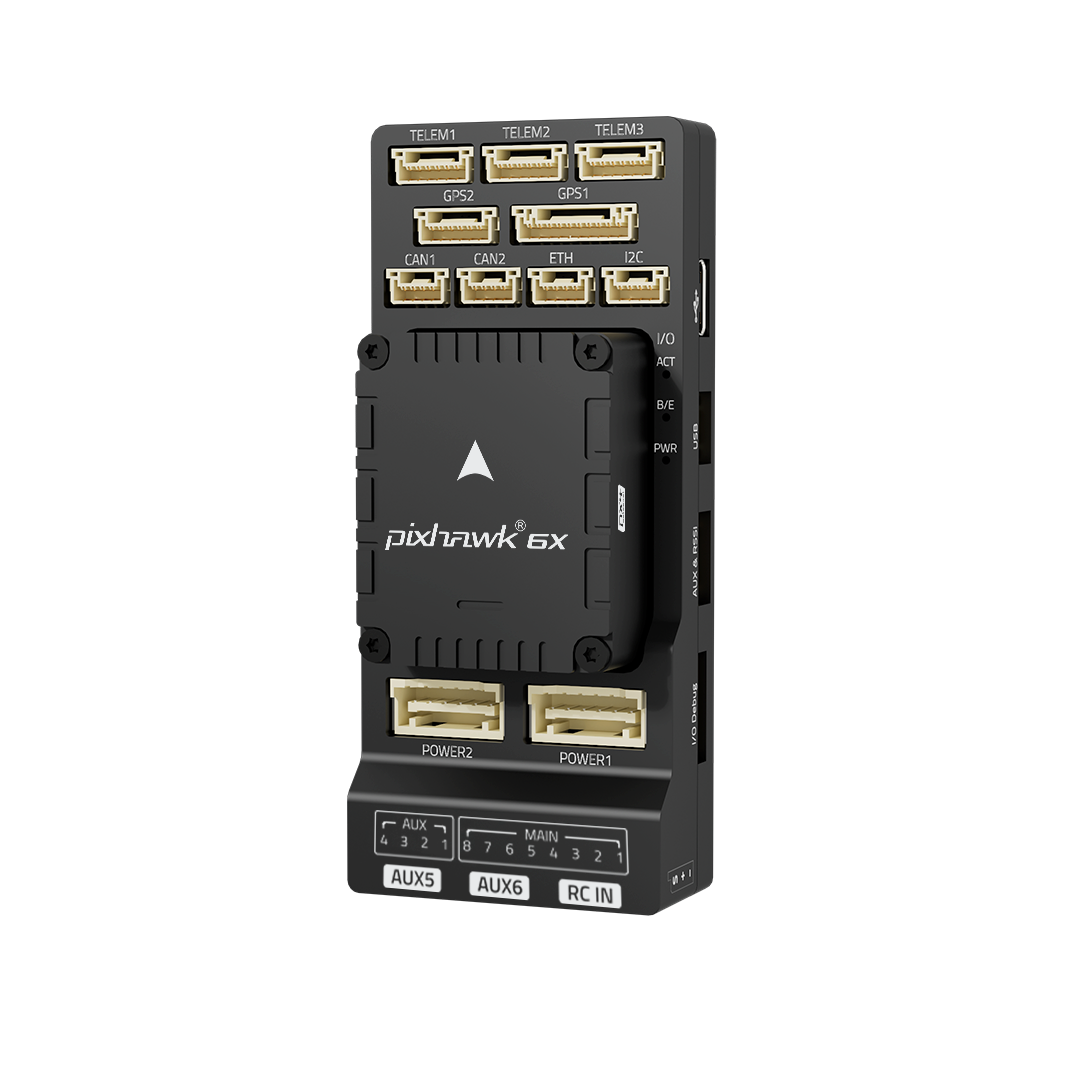 TELEM1 TELEM2 TELEM3
GPS2 GPS1
CAN1 CAN2 ETH I2C
I/O
ACT
B/E
PWR
USB
AUX & RSSI
I/O Debug
pixhawk® 6X
POWER2 POWER1
AUX
4 3 2 1
MAIN
8 7 6 5 4 3 2 1
AUX5 AUX6 RC IN
S + -